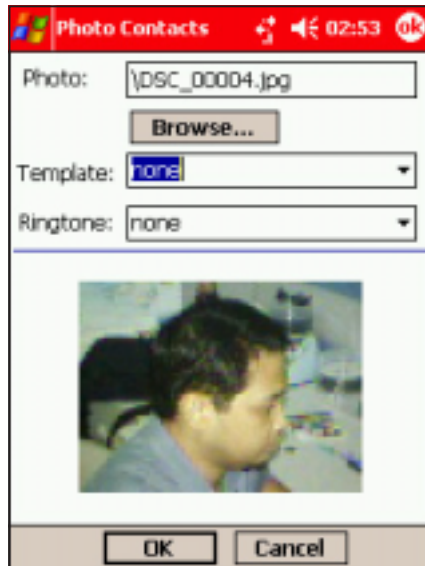 Photo Contacts 02:53 ok
Photo: \DSC_00004.jpg
Browse...
Template: none
Ringtone: none
OK Cancel